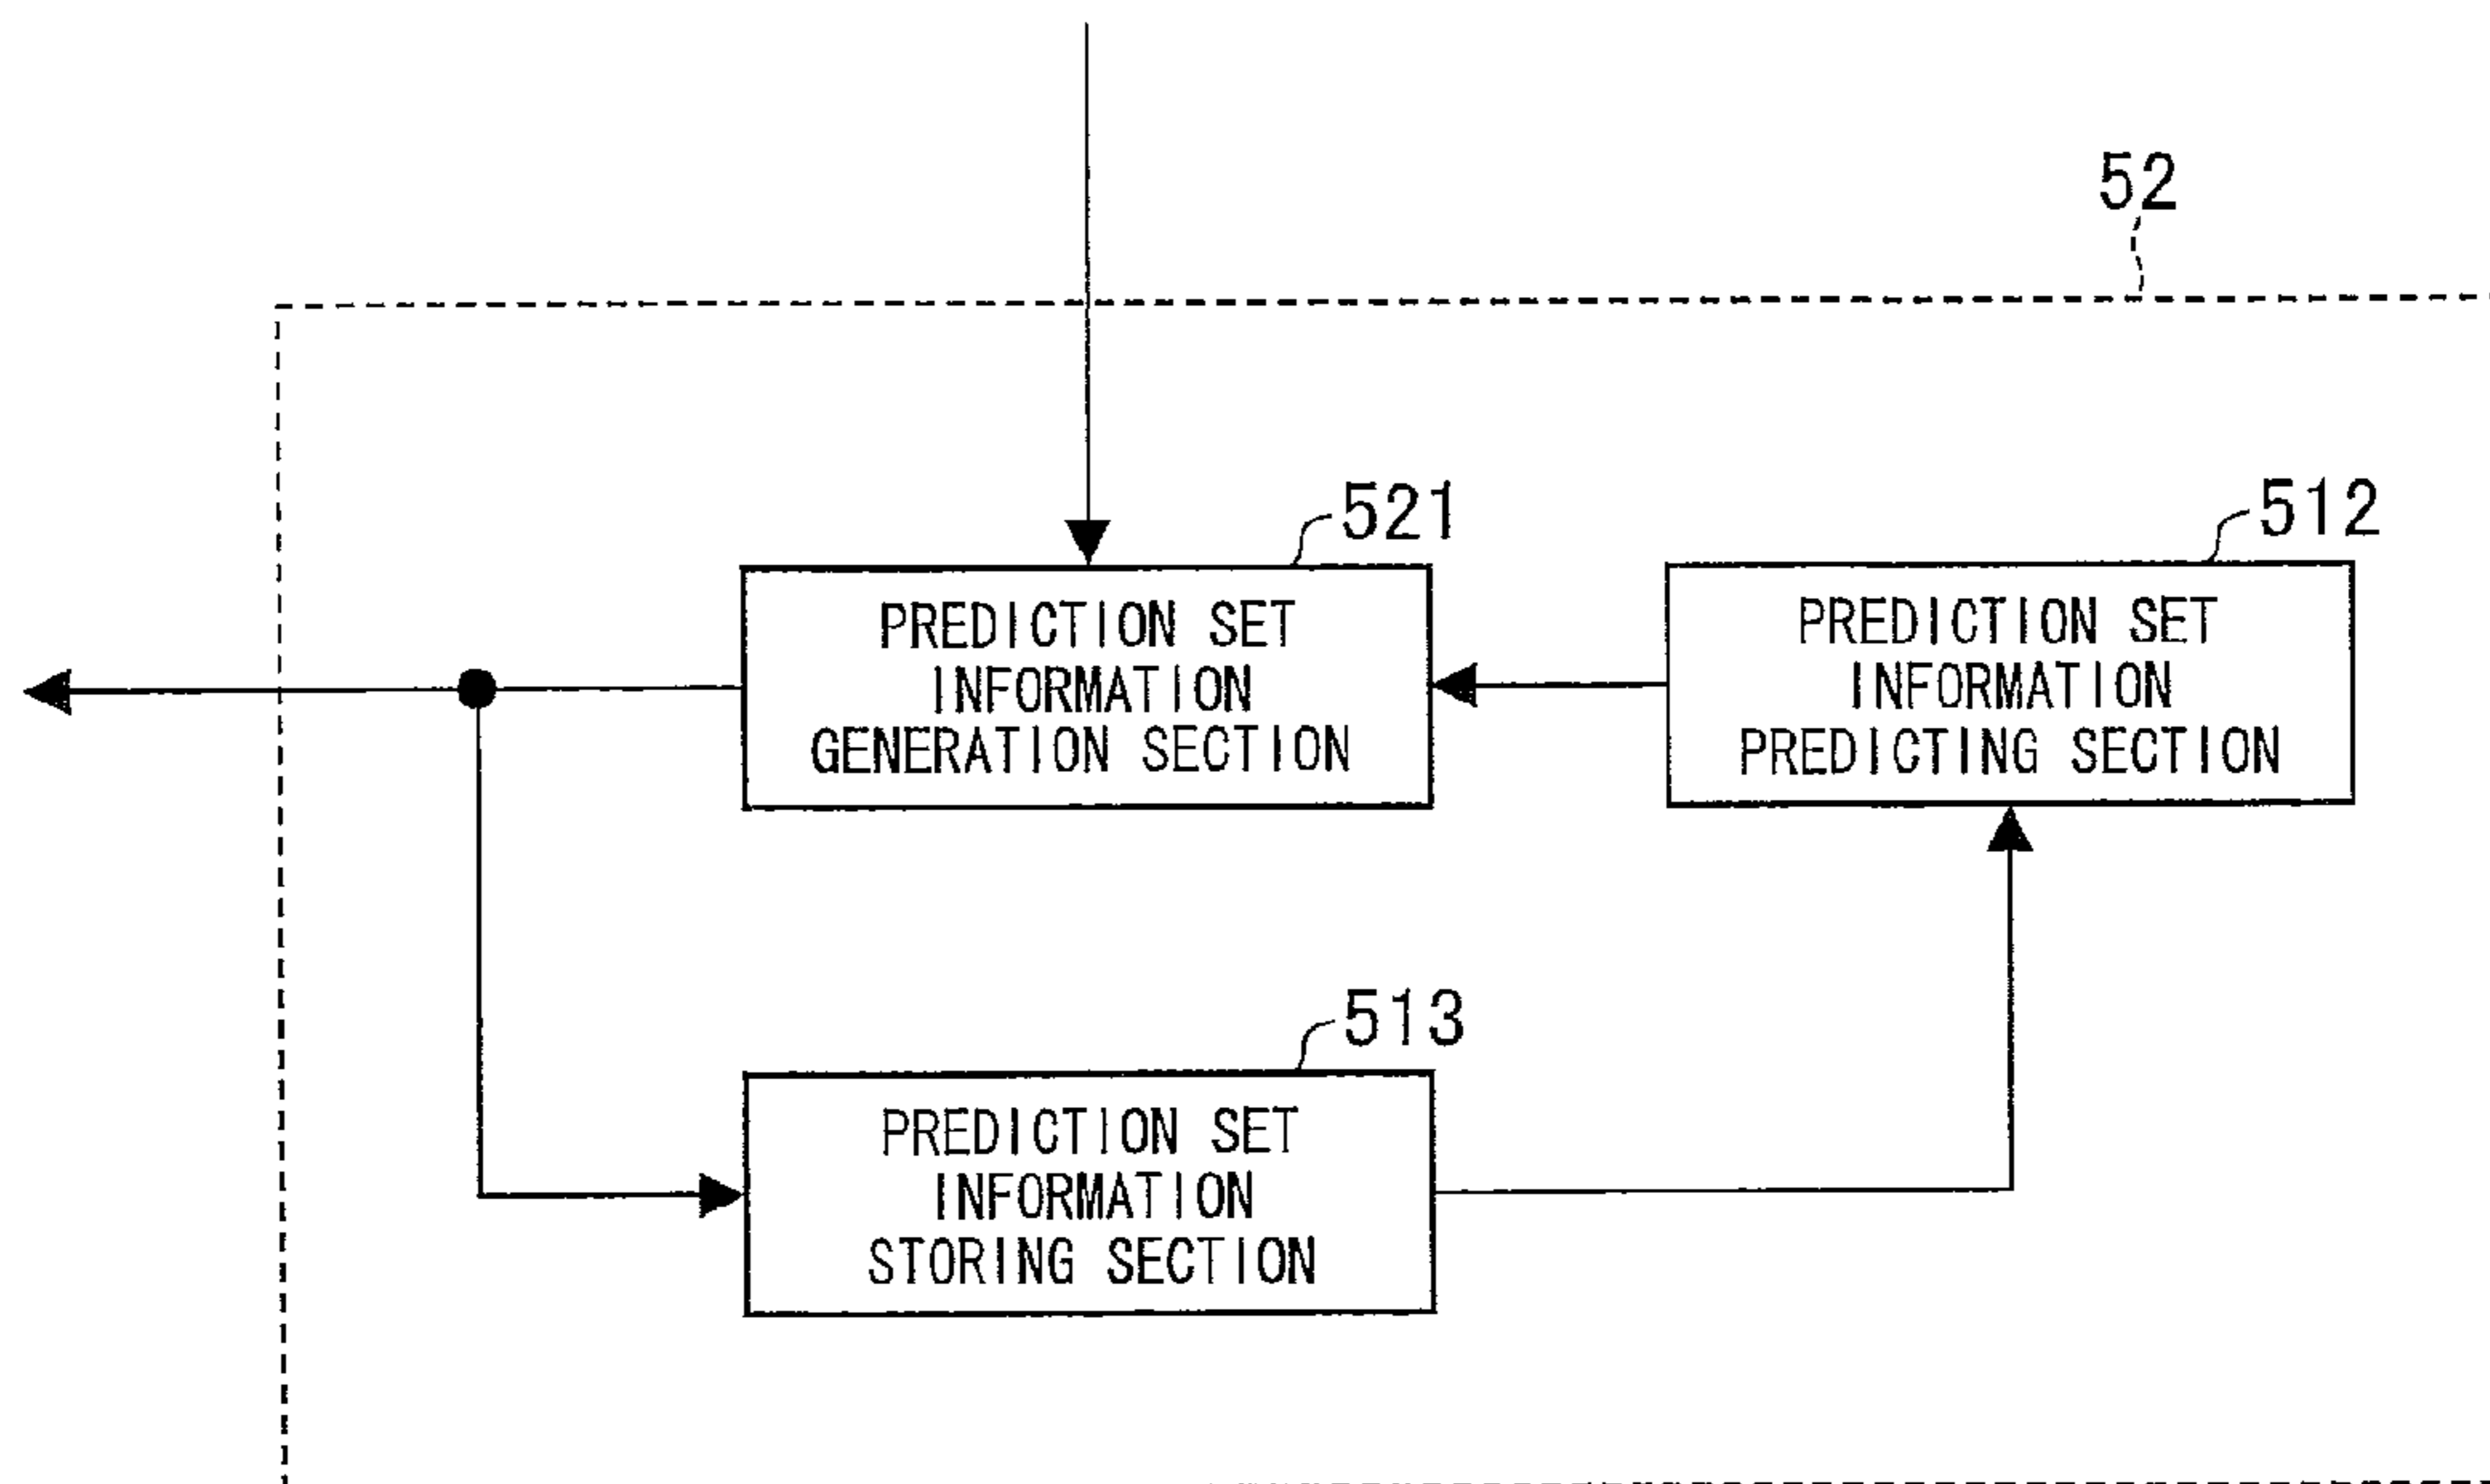 52
521
PREDICTION SET
INFORMATION
GENERATION SECTION
512
PREDICTION SET
INFORMATION
PREDICTING SECTION
513
PREDICTION SET
INFORMATION
STORING SECTION